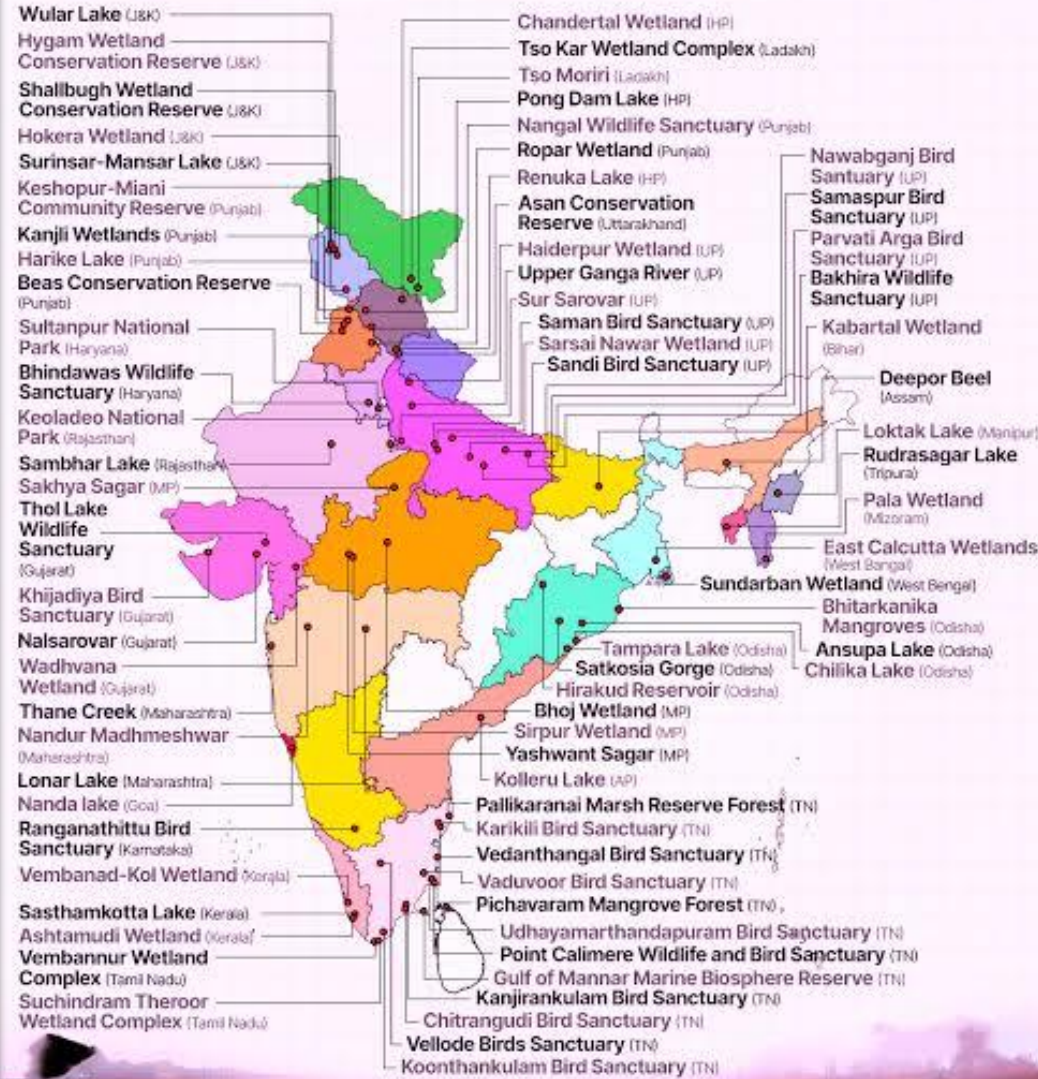 Wular Lake (J&K)
Hygam Wetland
Conservation Reserve (J&K)
Shallbugh Wetland
Conservation Reserve (J&K)
Hokera Wetland (J&K)
Surinsar-Mansar Lake (J&K)
Keshopur-Miani
Community Reserve (Punjab)
Kanjli Wetlands (Punjab)
Harike Lake (Punjab)
Beas Conservation Reserve
(Punjab)
Sultanpur National
Park (Haryana)
Bhindawas Wildlife
Sanctuary (Haryana)
Keoladeo National
Park (Rajasthan)
Sambhar Lake (Rajasthan)
Sakhya Sagar (MP)
Thol Lake
Wildlife
Sanctuary
(Gujarat)
Khijadiya Bird
Sanctuary (Gujarat)
Nalsarovar (Gujarat)
Wadhvana
Wetland (Gujarat)
Thane Creek (Maharashtra)
Nandur Madhmeshwar
(Maharashtra)
Lonar Lake (Maharashtra)
Nanda lake (Goa)
Ranganathittu Bird
Sanctuary (Karnataka)
Vembanad-Kol Wetland (Kerala)
Sasthamkotta Lake (Kerala)
Ashtamudi Wetland (Kerala)
Vembannur Wetland
Complex (Tamil Nadu)
Suchindram Theroor
Wetland Complex (Tamil Nadu)
Chandertal Wetland (HP)
Tso Kar Wetland Complex (Ladakh)
Tso Moriri (Ladakh)
Pong Dam Lake (HP)
Nangal Wildlife Sanctuary (Punjab)
Ropar Wetland (Punjab)
Renuka Lake (HP)
Asan Conservation
Reserve (Uttarakhand)
Haiderpur Wetland (UP)
Upper Ganga River (UP)
Sur Sarovar (UP)
Saman Bird Sanctuary (UP)
Sarsai Nawar Wetland (UP)
Sandi Bird Sanctuary (UP)
Nawabganj Bird
Santuary (UP)
Samaspur Bird
Sanctuary (UP)
Parvati Arga Bird
Sanctuary (UP)
Bakhira Wildlife
Sanctuary (UP)
Kabartal Wetland
(Bihar)
Deepor Beel
(Assam)
Loktak Lake (Manipur)
Rudrasagar Lake
(Tripura)
Pala Wetland
(Mizoram)
East Calcutta Wetlands
(West Bangal)
Sundarban Wetland (West Bengal)
Bhitarkanika
Mangroves (Odisha)
Ansupa Lake (Odisha)
Chilika Lake (Odisha)
Tampara Lake (Odisha)
Satkosia Gorge (Odisha)
Hirakud Reservoir (Odisha)
Bhoj Wetland (MP)
Sirpur Wetland (MP)
Yashwant Sagar (MP)
Kolleru Lake (AP)
Pallikaranai Marsh Reserve Forest (TN)
Karikili Bird Sanctuary (TN)
Vedanthangal Bird Sanctuary (TN)
Vaduvoor Bird Sanctuary (TN)
Pichavaram Mangrove Forest (TN)
Udhayamarthandapuram Bird Sanctuary (TN)
Point Calimere Wildlife and Bird Sanctuary (TN)
Gulf of Mannar Marine Biosphere Reserve (TN)
Kanjirankulam Bird Sanctuary (TN)
Chitrangudi Bird Sanctuary (TN)
Vellode Birds Sanctuary (TN)
Koonthankulam Bird Sanctuary (TN)